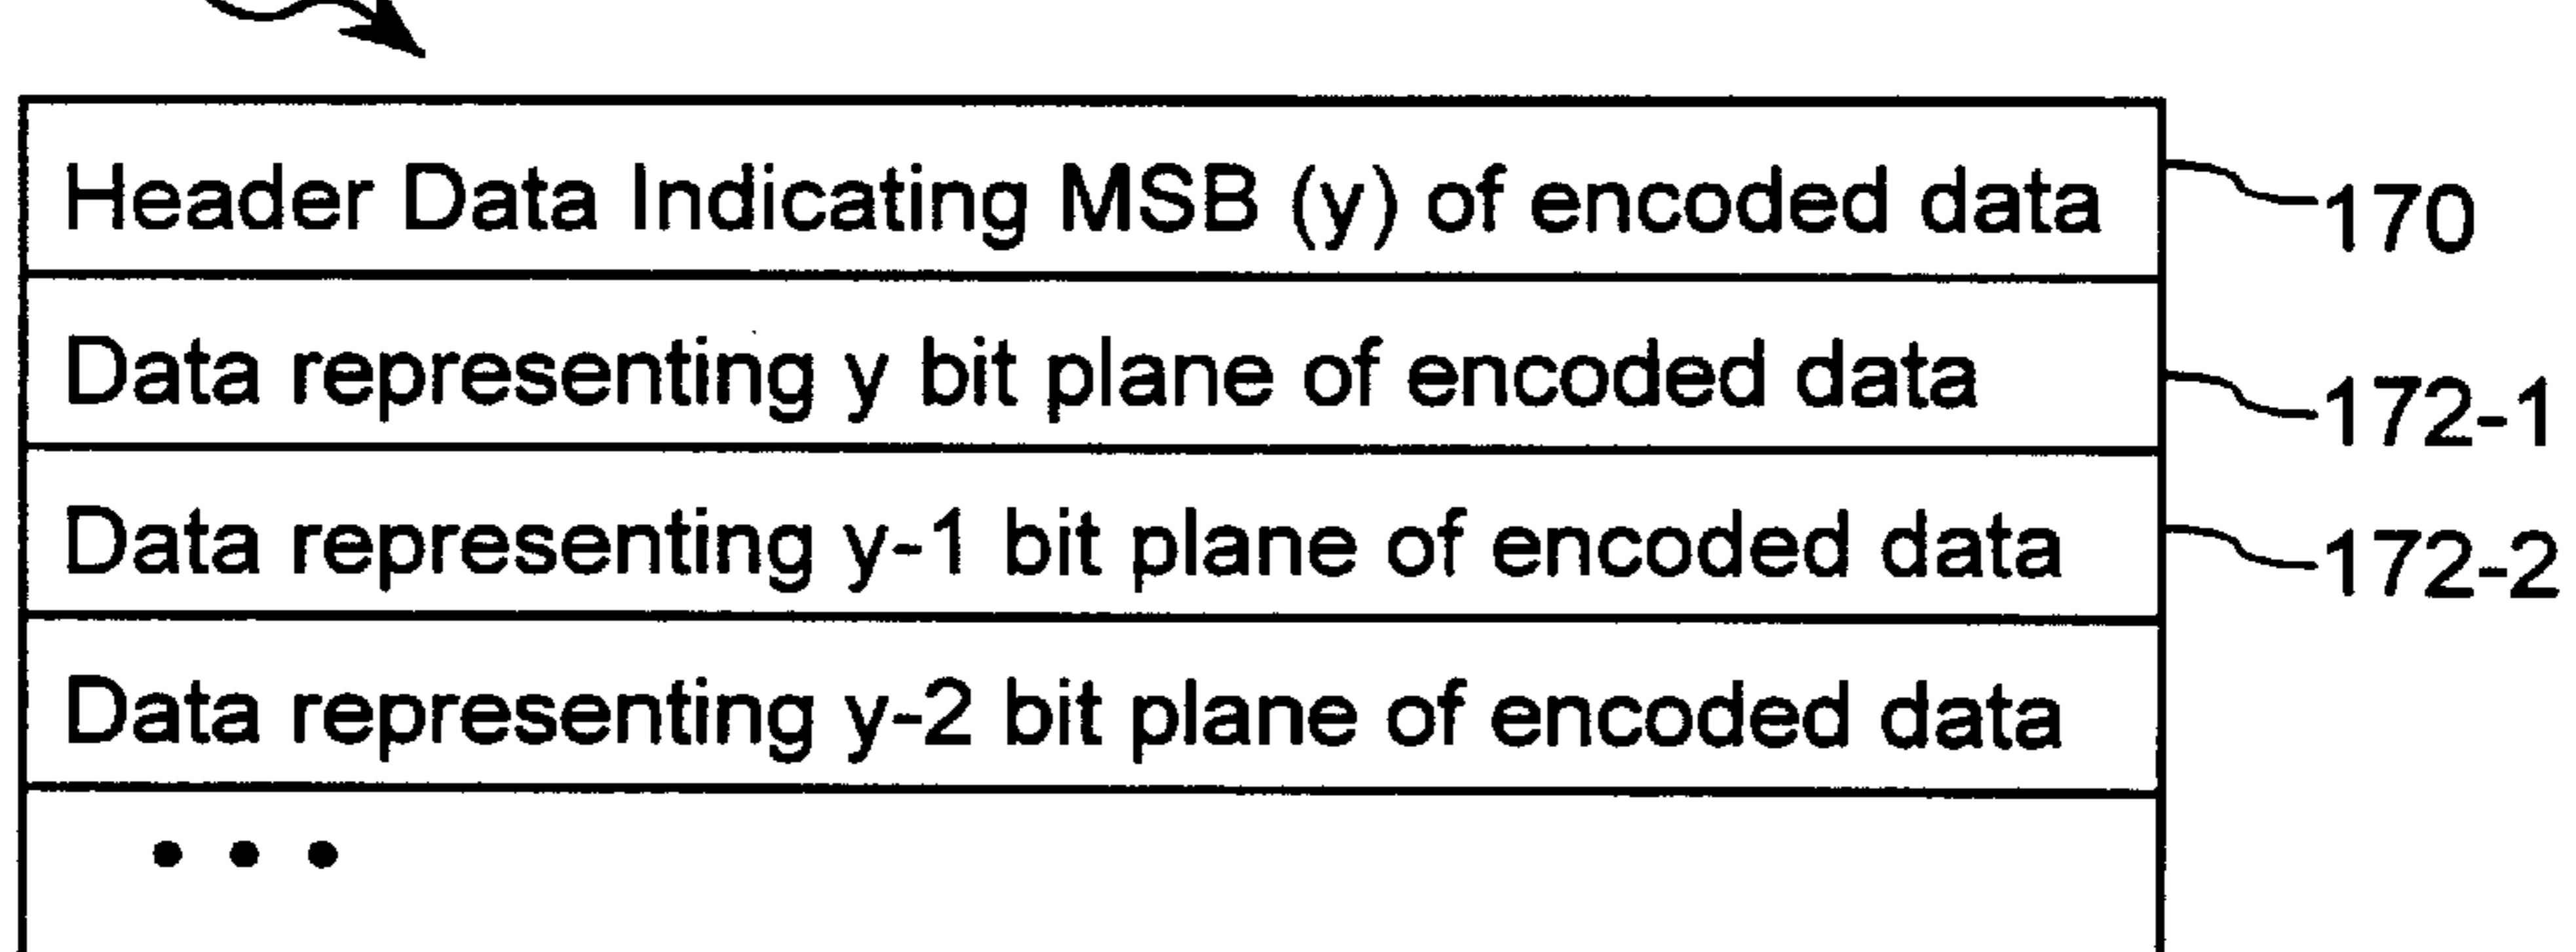 Header Data Indicating MSB (y) of encoded data 170
Data representing y bit plane of encoded data 172-1
Data representing y-1 bit plane of encoded data 172-2
Data representing y-2 bit plane of encoded data
• • •